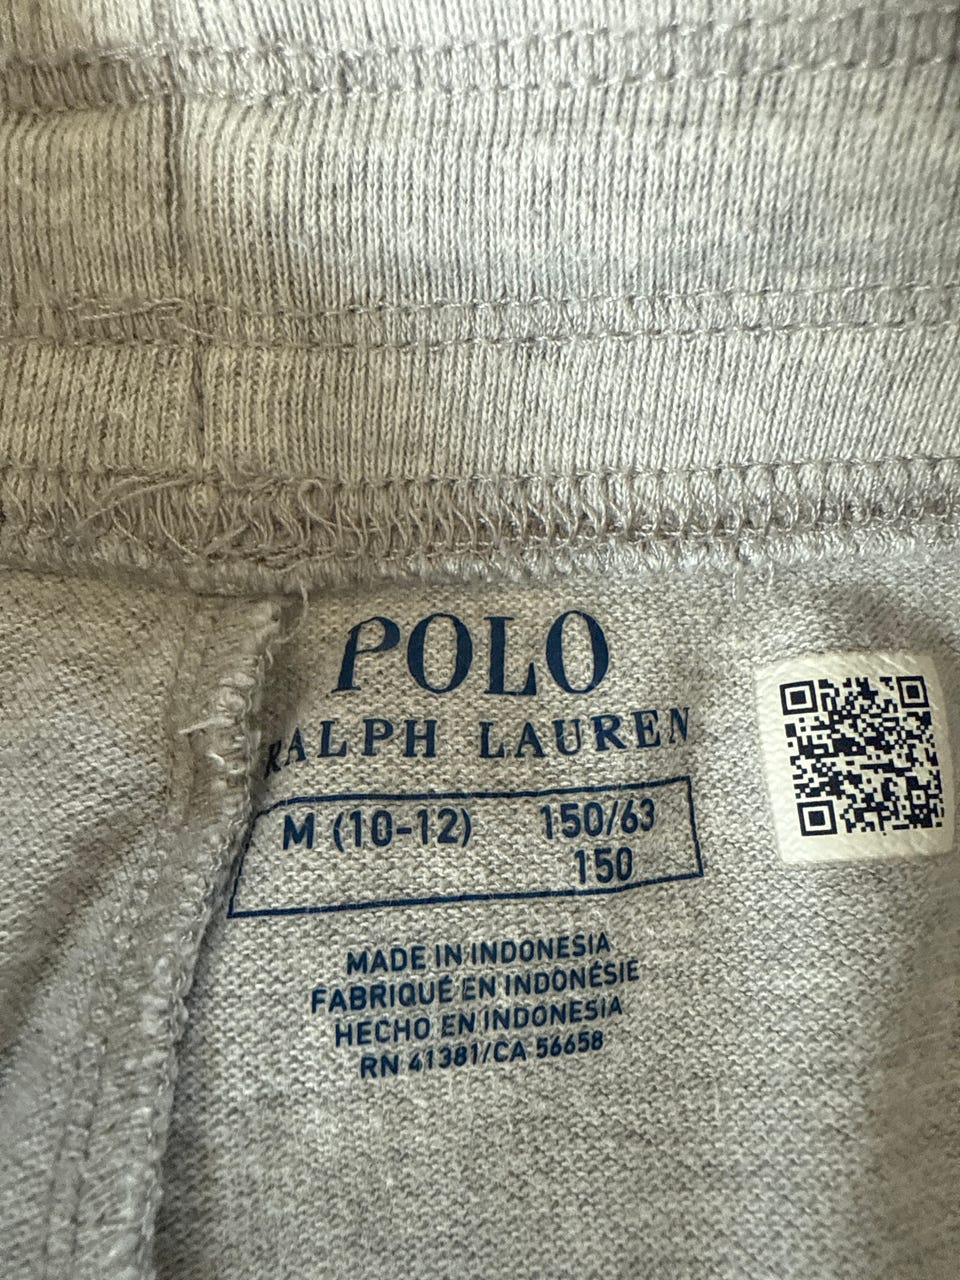 POLO
RALPH LAUREN
M (10-12) 150/63
150
MADE IN INDONESIA
FABRIQUÉ EN INDONÉSIE
HECHO EN INDONESIA
RN 41381/CA 56658